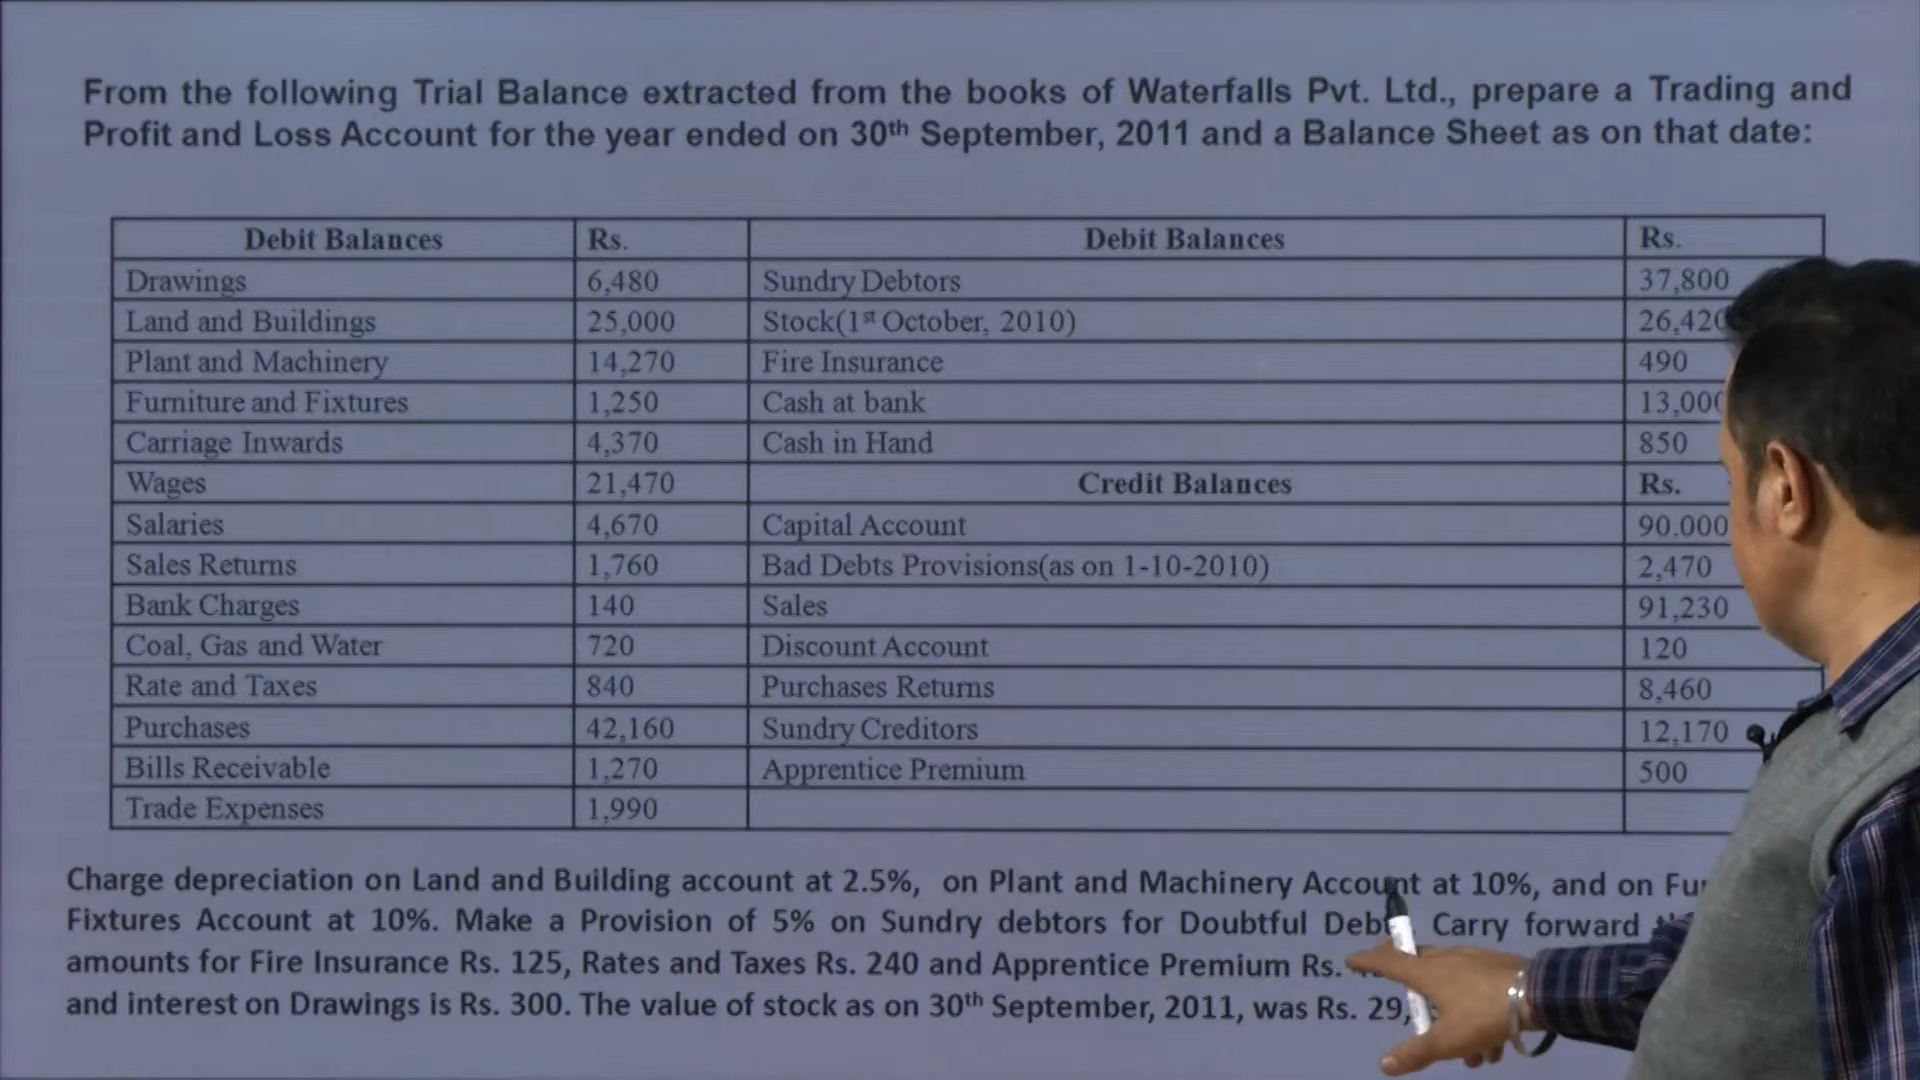 From the following Trial Balance extracted from the books of Waterfalls Pvt. Ltd., prepare a Trading and
Profit and Loss Account for the year ended on 30th September, 2011 and a Balance Sheet as on that date:
Debit Balances Rs. Debit Balances Rs.
Drawings 6,480 Sundry Debtors 37,800
Land and Buildings 25,000 Stock(1st October, 2010) 26,420
Plant and Machinery 14,270 Fire Insurance 490
Furniture and Fixtures 1,250 Cash at bank 13,000
Carriage Inwards 4,370 Cash in Hand 850
Wages 21,470 Credit Balances Rs.
Salaries 4,670 Capital Account 90.000
Sales Returns 1,760 Bad Debts Provisions(as on 1-10-2010) 2,470
Bank Charges 140 Sales 91,230
Coal, Gas and Water 720 Discount Account 120
Rate and Taxes 840 Purchases Returns 8,460
Purchases 42,160 Sundry Creditors 12,170
Bills Receivable 1,270 Apprentice Premium 500
Trade Expenses 1,990
Charge depreciation on Land and Building account at 2.5%, on Plant and Machinery Account at 10%, and on
Fixtures Account at 10%. Make a Provision of 5% on Sundry debtors for Doubtful Carry forward
amounts for Fire Insurance Rs. 125, Rates and Taxes Rs. 240 and Apprentice Premium Rs.
and interest on Drawings is Rs. 300. The value of stock as on 30th September, 2011, was Rs.